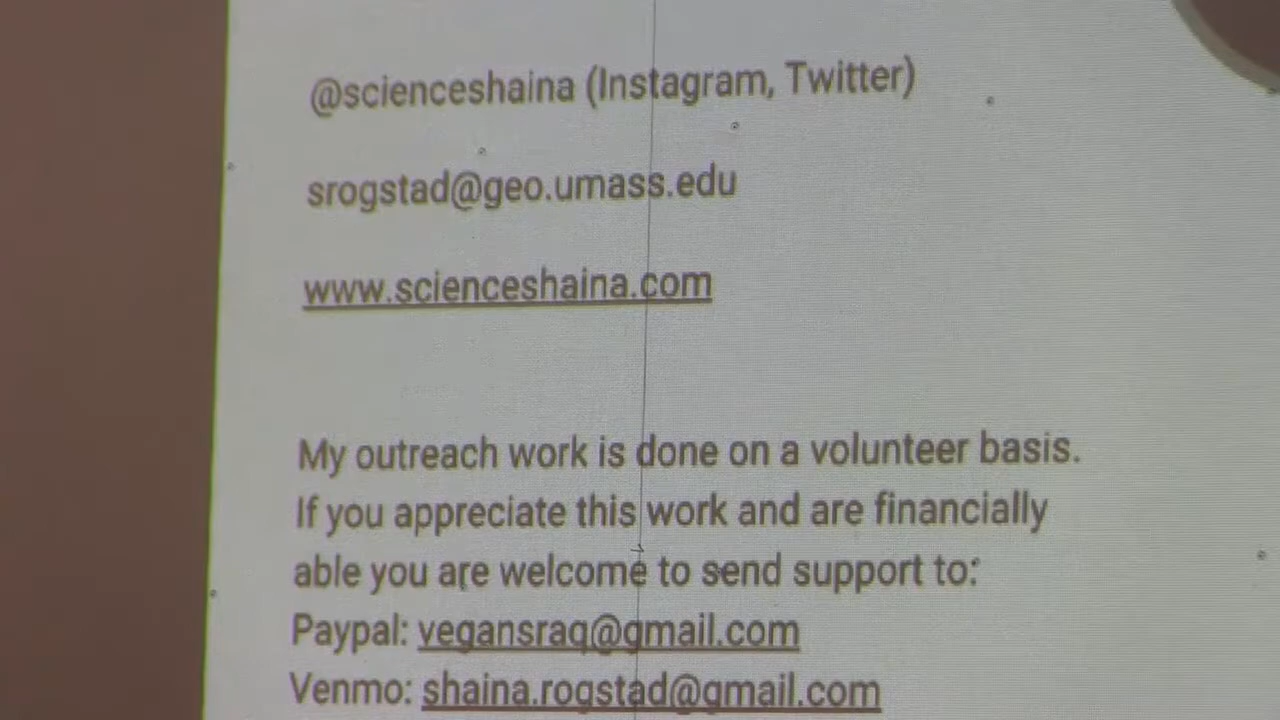 @scienceshaina (Instagram, Twitter)
srogstad@geo.umass.edu
www.scienceshaina.com
My outreach work is done on a volunteer basis.
If you appreciate this work and are financially
able you are welcome to send support to:
Paypal: vegansrag@gmail.com
Venmo: shaina.rogstad@gmail.com